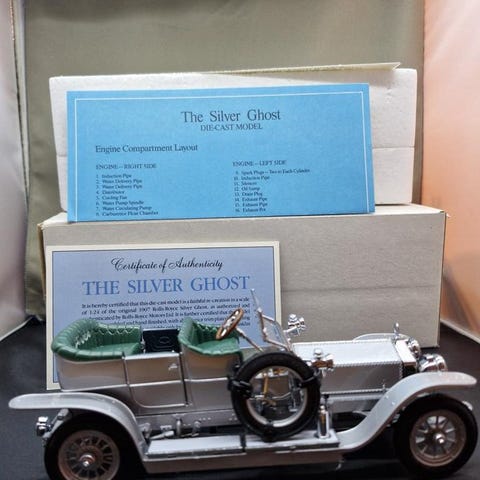 The Silver Ghost
DIE-CAST MODEL
Engine Compartment Layout
ENGINE—RIGHT SIDE
1. Induction Pipe
2. Water Delivery Pipe
3. Water Delivery Pipe
4. Distributor
5. Cooling Fan
6. Water Pump Spindle
7. Water Circulating Pump
8. Carburettor Float Chamber
ENGINE—LEFT SIDE
9. Spark Plugs—Two to Each Cylinder
10. Induction Pipe
11. Silencer
12. Oil Sump
13. Drain Plug
14. Exhaust Pipe
15. Exhaust Pipe
16. Exhaust Pot
Certificate of Authenticity
THE SILVER GHOST
It is hereby certified that this die-cast model is a faithful re-creation in a scale
of 1:24 of the original 1907 Rolls-Royce Silver Ghost, as authorized and
authenticated by Rolls-Royce Motors Ltd. It is further certified that
and hand-finished, with